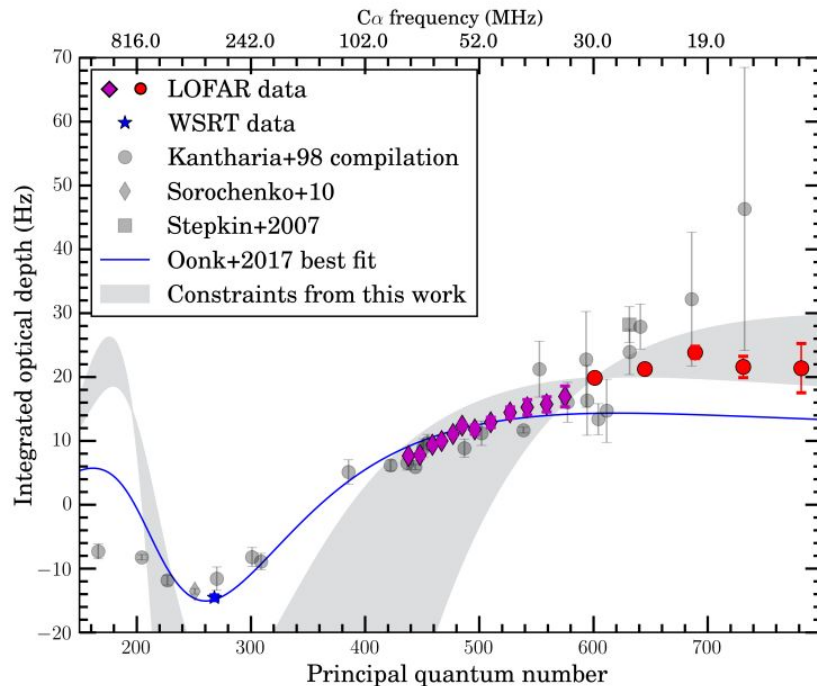 Cα frequency (MHz)
816.0 242.0 102.0 52.0 30.0 19.0
70
60
50
40
30
20
10
0
−10
−20
Integrated optical depth (Hz)
LOFAR data
WSRT data
Kantharia+98 compilation
Sorochenko+10
Stepkin+2007
Oonk+2017 best fit
Constraints from this work
200 300 400 500 600 700
Principal quantum number